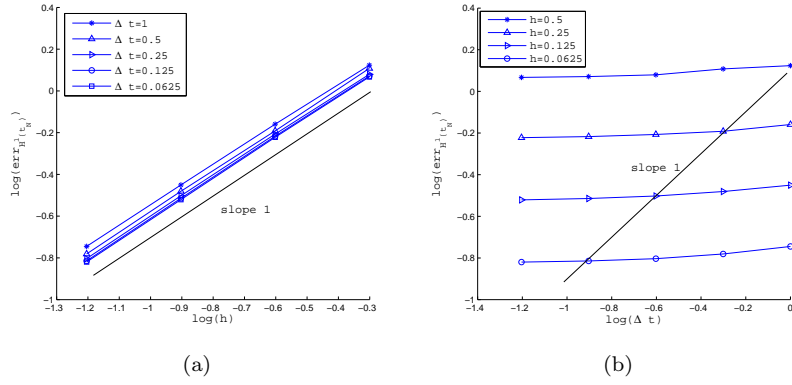 Δ t=1
Δ t=0.5
Δ t=0.25
Δ t=0.125
Δ t=0.0625
0.4
0.2
0
−0.2
−0.4
−0.6
−0.8
−1
log(err_{H^1(t_N)})
slope 1
−1.3 −1.2 −1.1 −1 −0.9 −0.8 −0.7 −0.6 −0.5 −0.4 −0.3
log(h)
(a)
h=0.5
h=0.25
h=0.125
h=0.0625
0.4
0.2
0
−0.2
−0.4
−0.6
−0.8
−1
log(err_{H^1(t_N)})
slope 1
−1.4 −1.2 −1 −0.8 −0.6 −0.4 −0.2 0
log(Δ t)
(b)